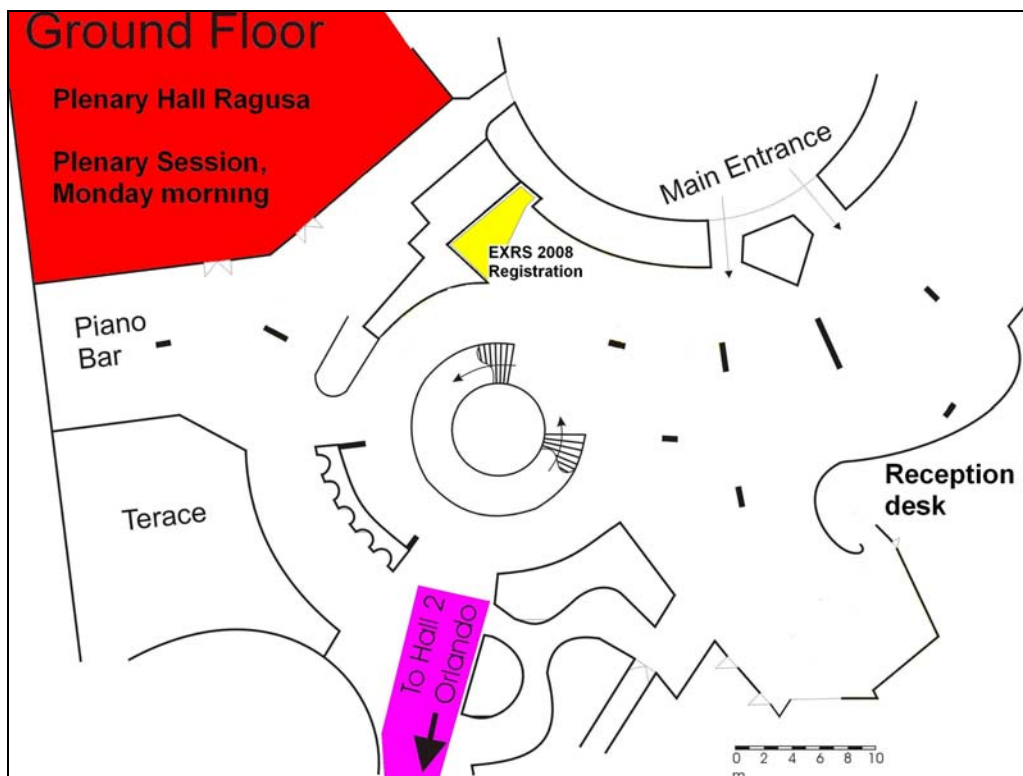 Ground Floor
Plenary Hall Ragusa
Plenary Session,
Monday morning
Main Entrance
EXRS 2008
Registration
Piano
Bar
Reception
desk
Terace
To Hall 2
Orlando
0 2 4 6 8 10
m